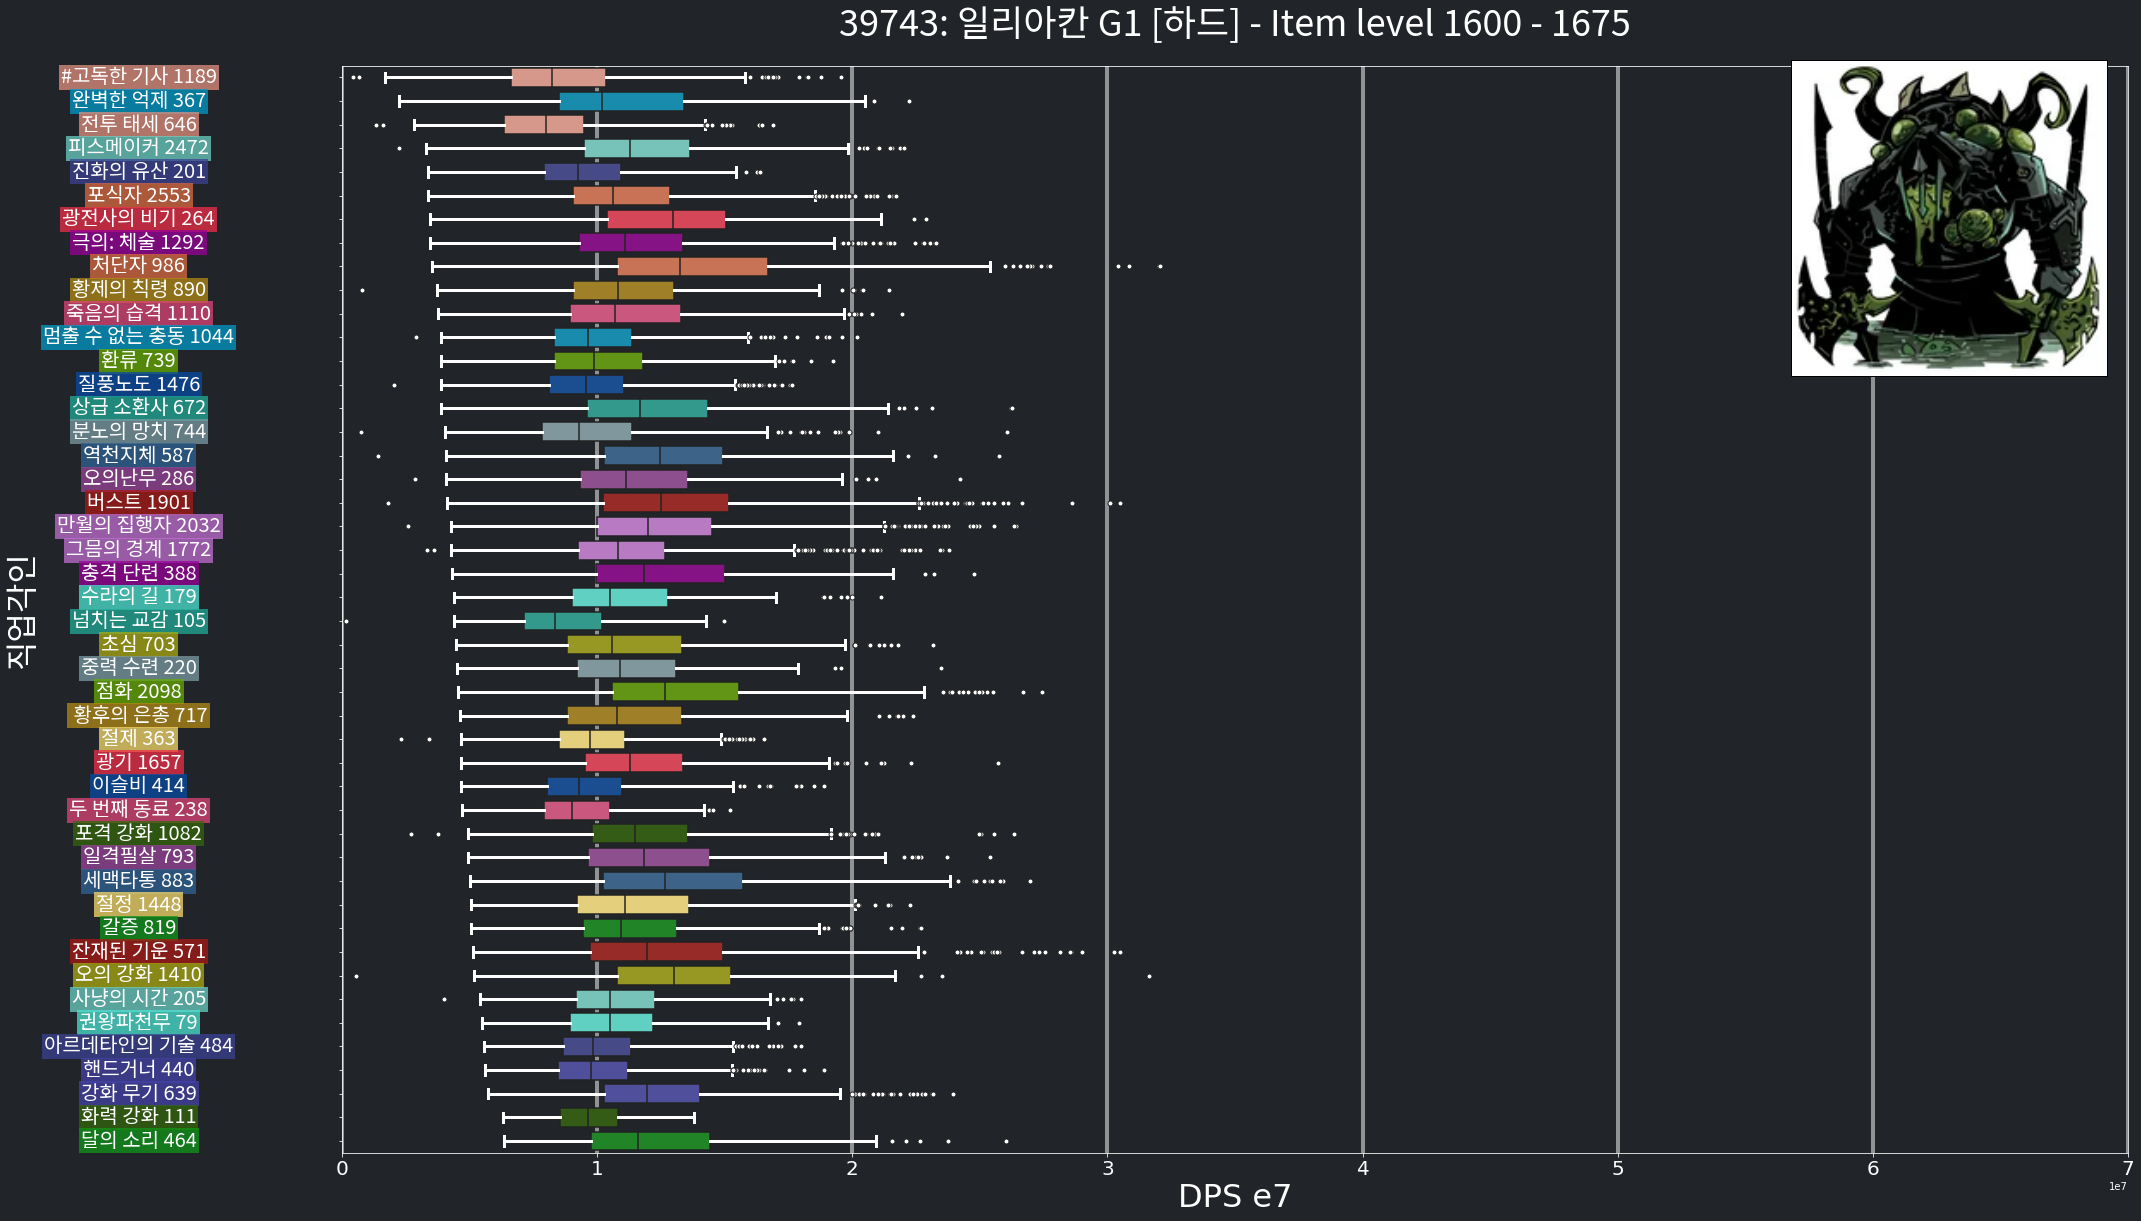 39743: 일리아칸 G1 [하드] - Item level 1600 - 1675
#고독한 기사 1189
완벽한 억제 367
전투 태세 646
피스메이커 2472
진화의 유산 201
포식자 2553
광전사의 비기 264
극의: 체술 1292
처단자 986
황제의 칙령 890
죽음의 습격 1110
멈출 수 없는 충동 1044
환류 739
질풍노도 1476
상급 소환사 672
분노의 망치 744
역천지체 587
오의난무 286
버스트 1901
만월의 집행자 2032
그믐의 경계 1772
충격 단련 388
수라의 길 179
넘치는 교감 105
초심 703
중력 수련 220
점화 2098
황후의 은총 717
절제 363
광기 1657
이슬비 414
두 번째 동료 238
포격 강화 1082
일격필살 793
세맥타통 883
절정 1448
갈증 819
잔재된 기운 571
오의 강화 1410
사냥의 시간 205
권왕파천무 79
아르데타인의 기술 484
핸드거너 440
강화 무기 639
화력 강화 111
달의 소리 464
직업각인
0 1 2 3 4 5 6 7
1e7
DPS e7